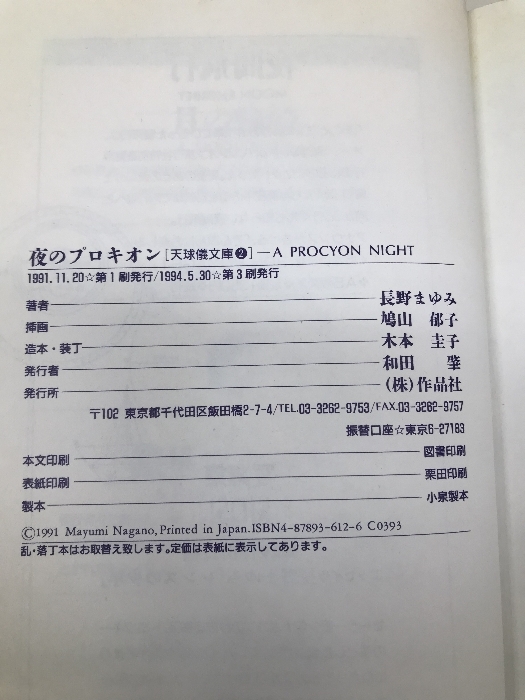 夜のプロキオン[天球儀文庫❷]—A PROCYON NIGHT
1991.11.20☆第1刷発行/1994.5.30☆第3刷発行
著者 長野まゆみ
挿画 鳩山 郁子
造本・装丁 木本 圭子
発行者 和田 肇
発行所 (株)作品社
〒102 東京都千代田区飯田橋2-7-4/TEL.03-3262-9753/FAX.03-3262-9757
振替口座☆東京6-27183
本文印刷 図書印刷
表紙印刷 栗田印刷
製本 小泉製本
©1991 Mayumi Nagano, Printed in Japan. ISBN4-87893-612-6 C0393
乱・落丁本はお取替え致します。定価は表紙に表示してあります。